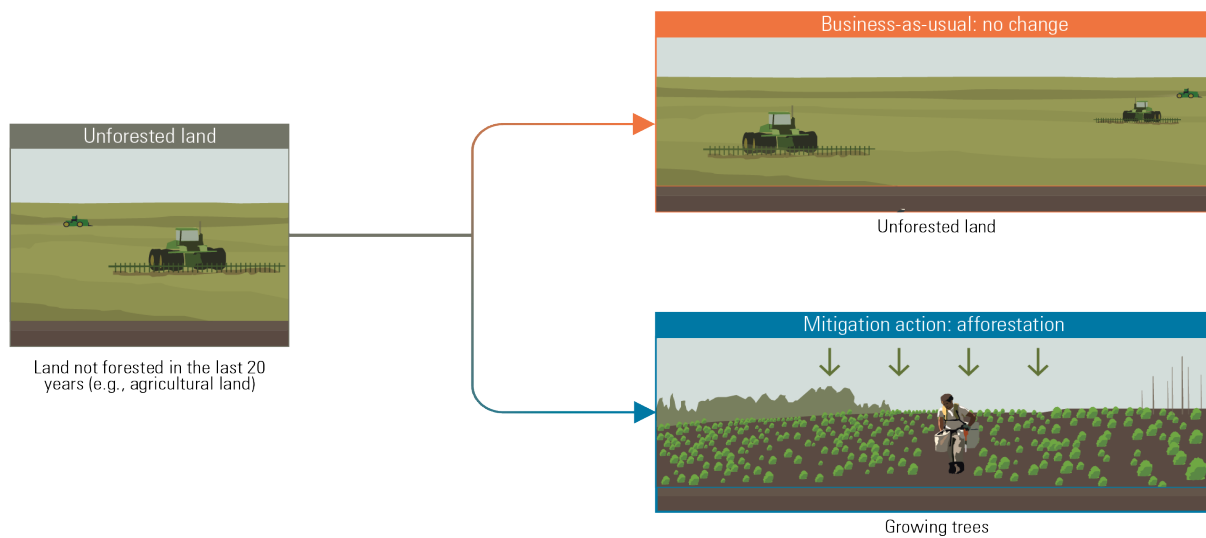 Unforested land
Land not forested in the last 20
years (e.g., agricultural land)
Business-as-usual: no change
Unforested land
Mitigation action: afforestation
Growing trees